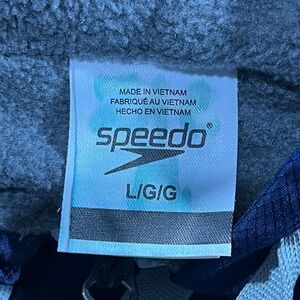 MADE IN VIETNAM
FABRIQUÉ AU VIETNAM
HECHO EN VIETNAM
speedo®
L/G/G